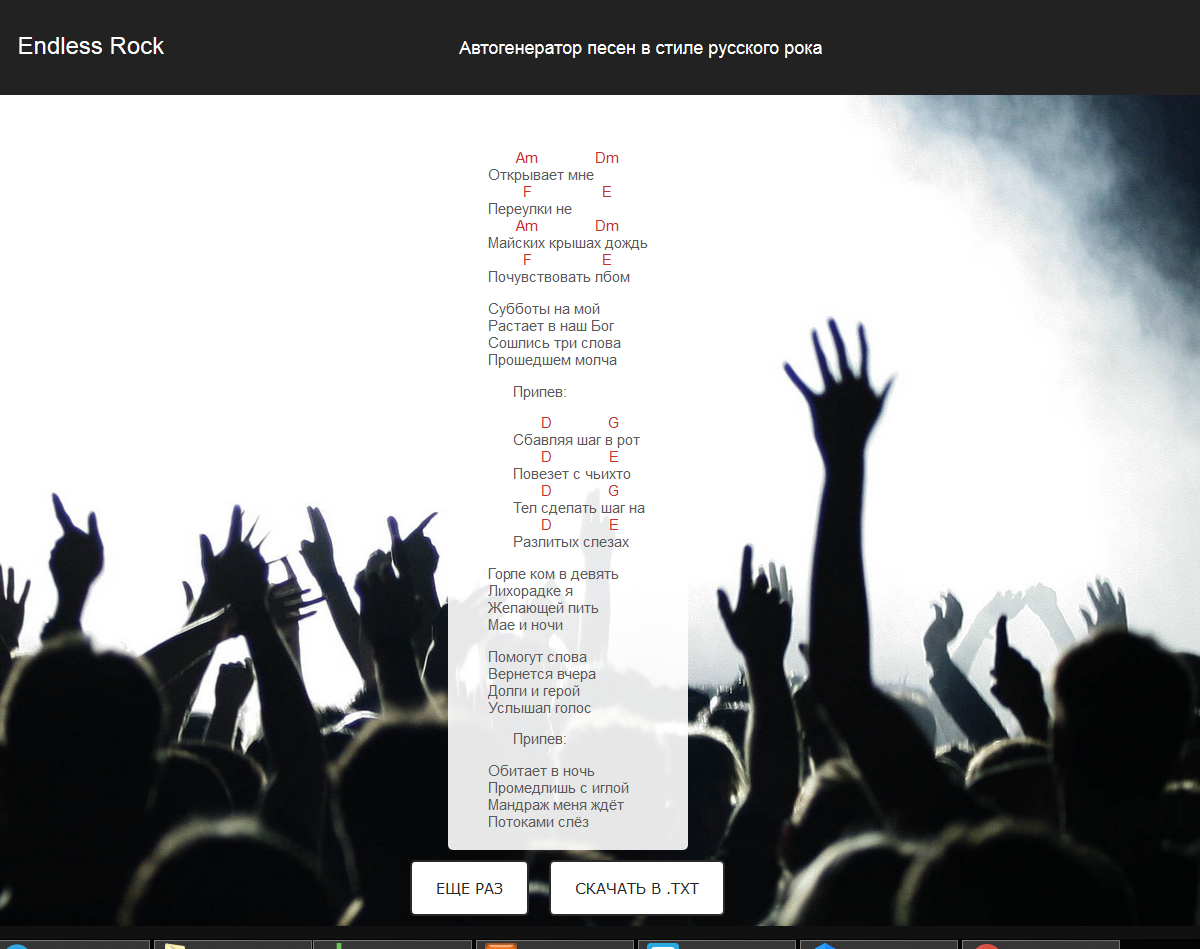 Endless Rock
Автогенератор песен в стиле русского рока
Am Dm
Открывает мне
F E
Переулки не
Am Dm
Майских крышах дождь
F E
Почувствовать лбом
Субботы на мой
Растает в наш Бог
Сошлись три слова
Прошедшем молча
Припев:
D G
Сбавляя шаг в рот
D E
Повезет с чьихто
D G
Тел сделать шаг на
D E
Разлитых слезах
Горле ком в девять
Лихорадке я
Желающей пить
Мае и ночи
Помогут слова
Вернется вчера
Долги и герой
Услышал голос
Припев:
Обитает в ночь
Промедлишь с иглой
Мандраж меня ждёт
Потоками слёз
ЕЩЕ РАЗ
СКАЧАТЬ В .TXT